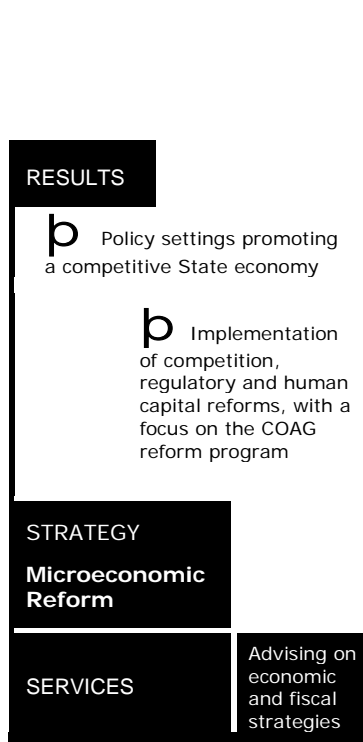 RESULTS
þ Policy settings promoting
a competitive State economy
þ Implementation
of competition,
regulatory and human
capital reforms, with a
focus on the COAG
reform program
STRATEGY
Microeconomic
Reform
SERVICES
Advising on
economic
and fiscal
strategies